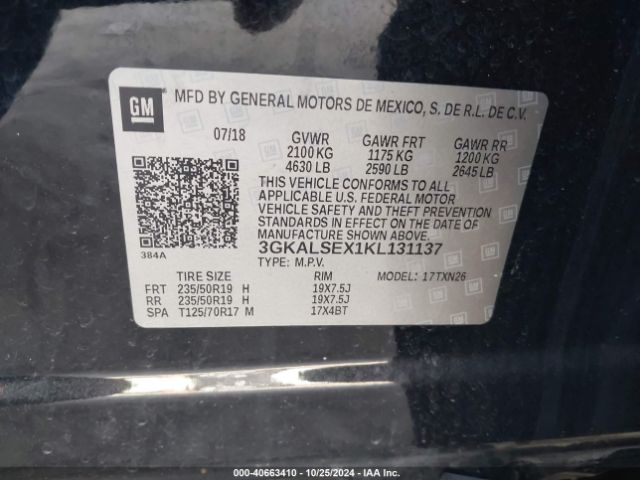 GM
MFD BY GENERAL MOTORS DE MEXICO, S. DE R.L. DE C.V.
07/18 GVWR GAWR FRT GAWR RR
2100 KG 1175 KG 1200 KG
4630 LB 2590 LB 2645 LB
THIS VEHICLE CONFORMS TO ALL
APPLICABLE U.S. FEDERAL MOTOR
VEHICLE SAFETY AND THEFT PREVENTION
STANDARDS IN EFFECT ON THE DATE OF
MANUFACTURE SHOWN ABOVE.
384A 3GKALSEX1KL131137
TYPE: M.P.V. MODEL: 17TXN26
TIRE SIZE RIM
FRT 235/50R19 H 19X7.5J
RR 235/50R19 H 19X7.5J
SPA T125/70R17 M 17X4BT
000-40663410 - 10/25/2024 - IAA Inc.